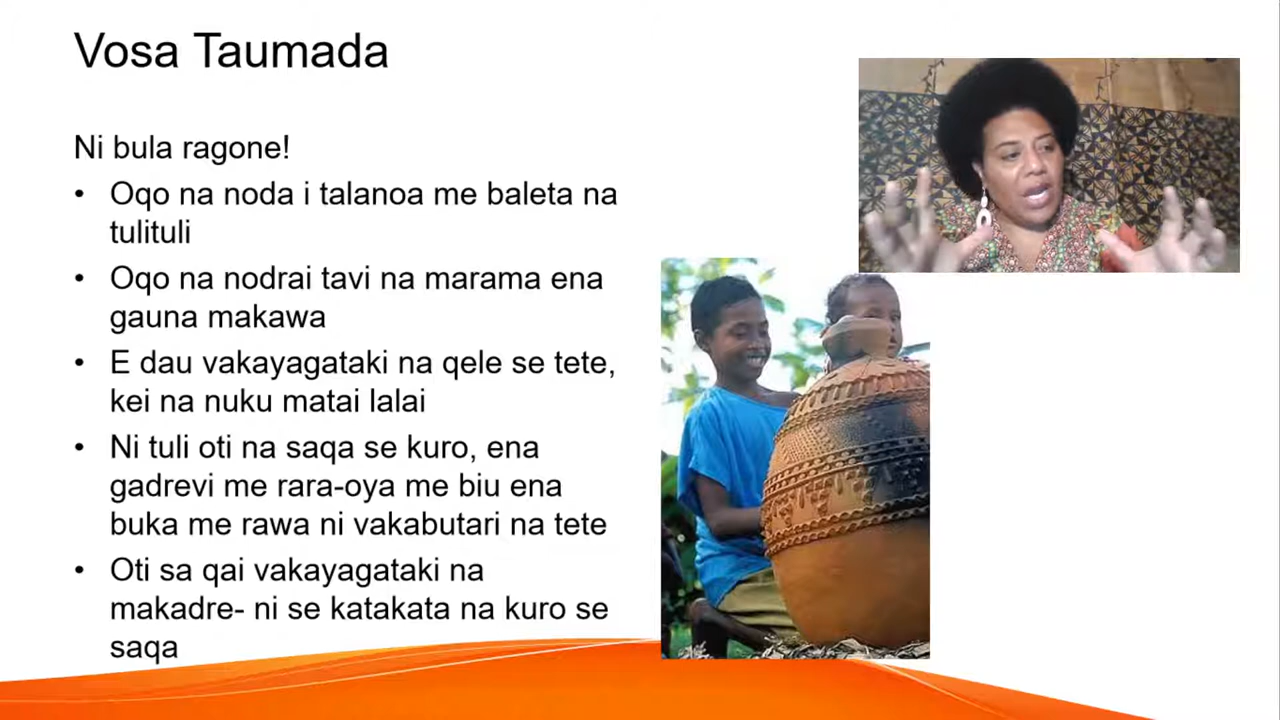 Vosa Taumada
Ni bula ragone!
• Oqo na noda i talanoa me baleta na
tulituli
• Oqo na nodrai tavi na marama ena
gauna makawa
• E dau vakayagataki na qele se tete,
kei na nuku matai lalai
• Ni tuli oti na saqa se kuro, ena
gadrevi me rara-oya me biu ena
buka me rawa ni vakabutari na tete
• Oti sa qai vakayagataki na
makadre- ni se katakata na kuro se
saqa